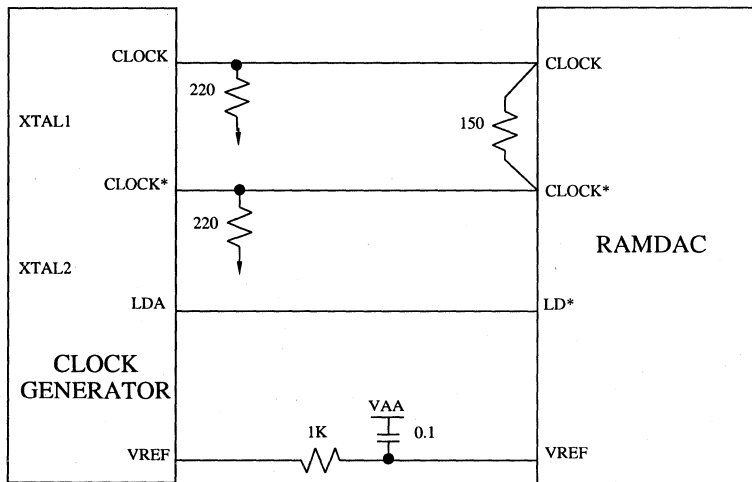 CLOCK
CLOCK
220
150
XTAL1
CLOCK*
CLOCK*
220
RAMDAC
XTAL2
LDA
LD*
CLOCK
GENERATOR
VAA
1K
0.1
VREF
VREF